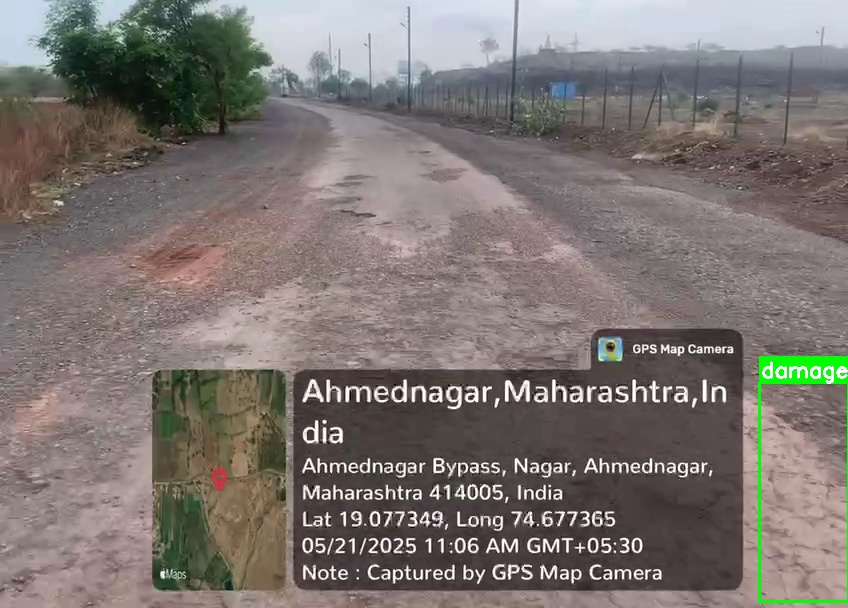 GPS Map Camera
damage
Ahmednagar,Maharashtra,In
dia
Ahmednagar Bypass, Nagar, Ahmednagar,
Maharashtra 414005, India
Lat 19.077349, Long 74.677365
05/21/2025 11:06 AM GMT+05:30
Note : Captured by GPS Map Camera
Maps